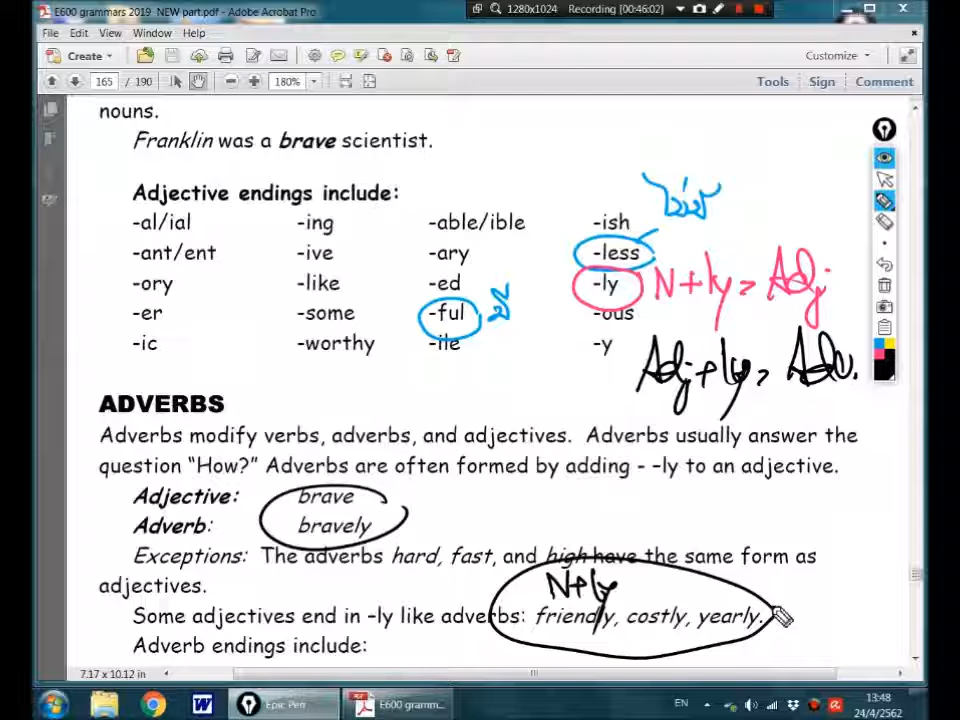 E600 grammars 2019 NEW part.pdf - Adobe Acrobat Pro
1280x1024 Recording [00:46:02]
File Edit View Window Help
Create Customize
165 / 190 180% Tools Sign Comment
nouns.
Franklin was a brave scientist.
Adjective endings include:
-al/ial -ing -able/ible -ish
-ant/ent -ive -ary -less
-ory -like -ed -ly N+ly = Adj
-er -some -ful มี -ous
-ic -worthy -ile -y
Adj+ly = Adv.
ADVERBS
Adverbs modify verbs, adverbs, and adjectives. Adverbs usually answer the
question “How?” Adverbs are often formed by adding - -ly to an adjective.
Adjective: brave
Adverb: bravely
Exceptions: The adverbs hard, fast, and high have the same form as
adjectives.
N+ly
Some adjectives end in –ly like adverbs: friendly, costly, yearly.
Adverb endings include:
7.17 x 10.12 in
Epic Pen E600 gramm... EN 13:48
24/4/2562